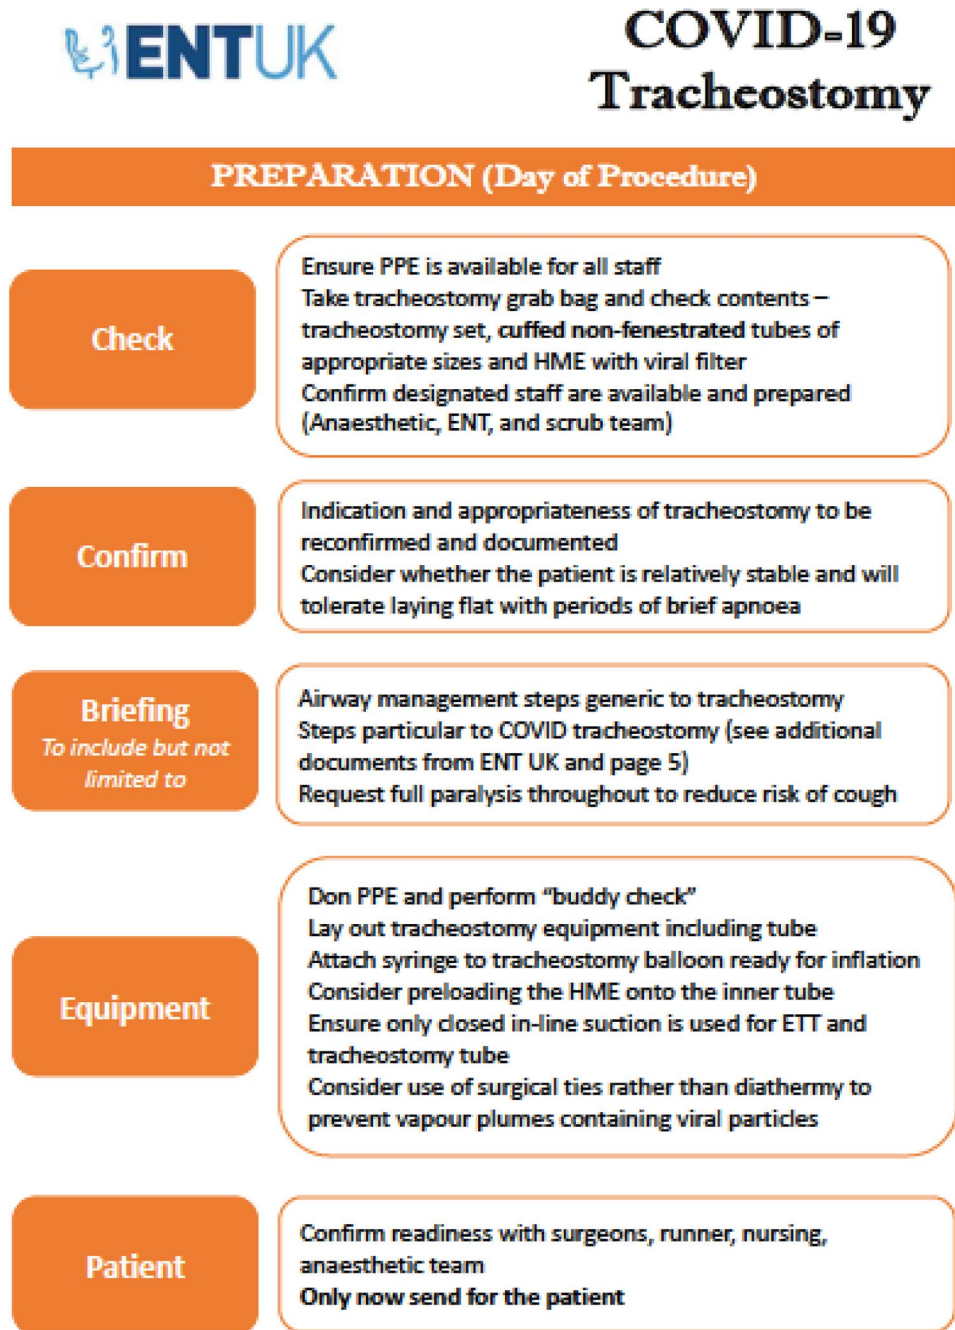 ENTUK
COVID-19
Tracheostomy
PREPARATION (Day of Procedure)
Check
Ensure PPE is available for all staff
Take tracheostomy grab bag and check contents –
tracheostomy set, cuffed non-fenestrated tubes of
appropriate sizes and HME with viral filter
Confirm designated staff are available and prepared
(Anaesthetic, ENT, and scrub team)
Confirm
Indication and appropriateness of tracheostomy to be
reconfirmed and documented
Consider whether the patient is relatively stable and will
tolerate laying flat with periods of brief apnoea
Briefing
To include but not
limited to
Airway management steps generic to tracheostomy
Steps particular to COVID tracheostomy (see additional
documents from ENT UK and page 5)
Request full paralysis throughout to reduce risk of cough
Equipment
Don PPE and perform “buddy check”
Lay out tracheostomy equipment including tube
Attach syringe to tracheostomy balloon ready for inflation
Consider preloading the HME onto the inner tube
Ensure only closed in-line suction is used for ETT and
tracheostomy tube
Consider use of surgical ties rather than diathermy to
prevent vapour plumes containing viral particles
Patient
Confirm readiness with surgeons, runner, nursing,
anaesthetic team
Only now send for the patient